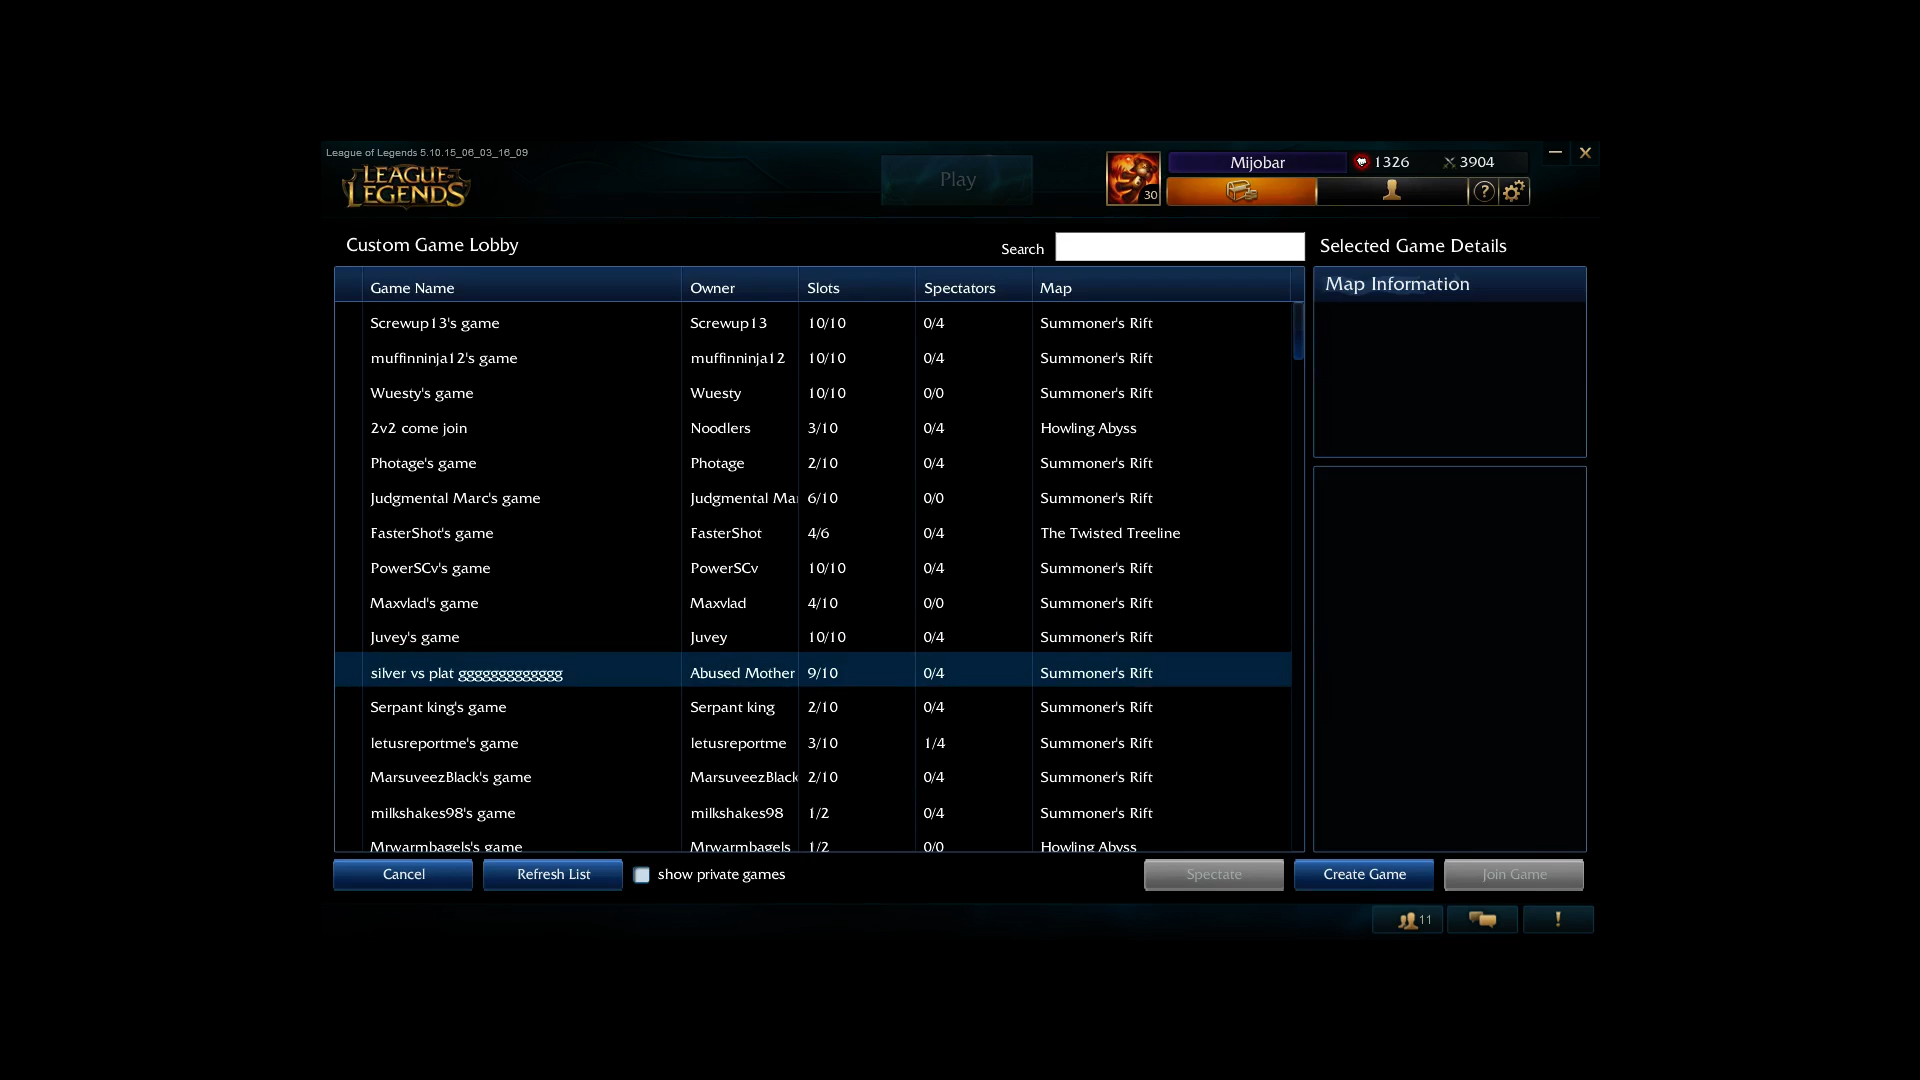 League of Legends 5.10.15_06_03_16_09
LEAGUE OF LEGENDS
Play
30
Mijobar
1326
3904
?
Custom Game Lobby
Search
Selected Game Details
Game Name Owner Slots Spectators Map
Map Information
Screwup13's game Screwup13 10/10 0/4 Summoner's Rift
muffinninja12's game muffinninja12 10/10 0/4 Summoner's Rift
Wuesty's game Wuesty 10/10 0/0 Summoner's Rift
2v2 come join Noodlers 3/10 0/4 Howling Abyss
Photage's game Photage 2/10 0/4 Summoner's Rift
Judgmental Marc's game Judgmental Mar 6/10 0/0 Summoner's Rift
FasterShot's game FasterShot 4/6 0/4 The Twisted Treeline
PowerSCv's game PowerSCv 10/10 0/4 Summoner's Rift
Maxvlad's game Maxvlad 4/10 0/0 Summoner's Rift
Juvey's game Juvey 10/10 0/4 Summoner's Rift
silver vs plat ggggggggggggg Abused Mother 9/10 0/4 Summoner's Rift
Serpant king's game Serpant king 2/10 0/4 Summoner's Rift
letusreportme's game letusreportme 3/10 1/4 Summoner's Rift
MarsuveezBlack's game MarsuveezBlack 2/10 0/4 Summoner's Rift
milkshakes98's game milkshakes98 1/2 0/4 Summoner's Rift
Mrwarmbagels's game Mrwarmbagels 1/2 0/0 Howling Abyss
Cancel
Refresh List
show private games
Spectate
Create Game
Join Game
11
!